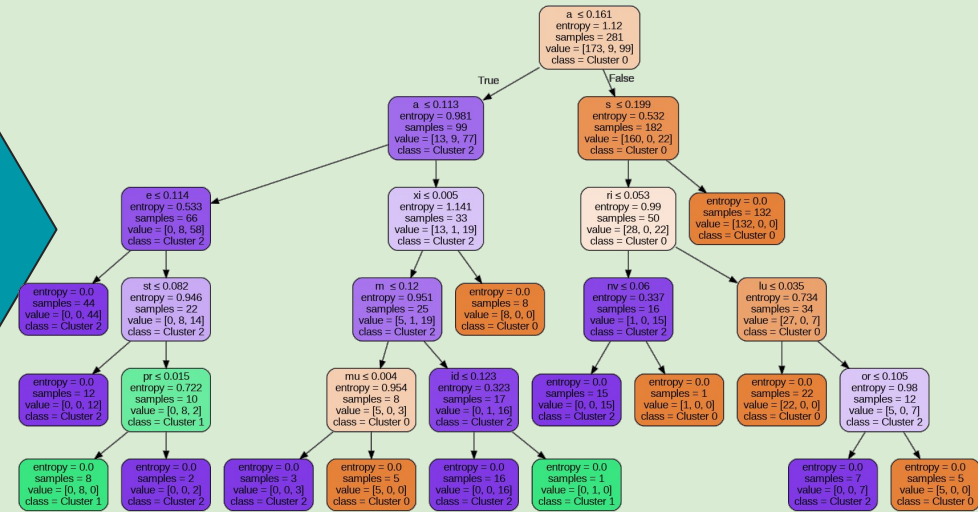 a ≤ 0.161
entropy = 1.12
samples = 281
value = [173, 9, 99]
class = Cluster 0
True
False
a ≤ 0.113
entropy = 0.981
samples = 99
value = [13, 9, 77]
class = Cluster 2
s ≤ 0.199
entropy = 0.532
samples = 182
value = [160, 0, 22]
class = Cluster 0
e ≤ 0.114
entropy = 0.533
samples = 66
value = [0, 8, 58]
class = Cluster 2
xi ≤ 0.005
entropy = 1.141
samples = 33
value = [13, 1, 19]
class = Cluster 2
ri ≤ 0.053
entropy = 0.99
samples = 50
value = [28, 0, 22]
class = Cluster 0
entropy = 0.0
samples = 132
value = [132, 0, 0]
class = Cluster 0
entropy = 0.0
samples = 44
value = [0, 0, 44]
class = Cluster 2
st ≤ 0.082
entropy = 0.946
samples = 22
value = [0, 8, 14]
class = Cluster 2
m ≤ 0.12
entropy = 0.951
samples = 25
value = [5, 1, 19]
class = Cluster 2
entropy = 0.0
samples = 8
value = [8, 0, 0]
class = Cluster 0
nv ≤ 0.06
entropy = 0.337
samples = 16
value = [1, 0, 15]
class = Cluster 2
lu ≤ 0.035
entropy = 0.734
samples = 34
value = [27, 0, 7]
class = Cluster 0
entropy = 0.0
samples = 12
value = [0, 0, 12]
class = Cluster 2
pr ≤ 0.015
entropy = 0.722
samples = 10
value = [0, 8, 2]
class = Cluster 1
mu ≤ 0.004
entropy = 0.954
samples = 8
value = [5, 0, 3]
class = Cluster 0
id ≤ 0.123
entropy = 0.323
samples = 17
value = [0, 1, 16]
class = Cluster 2
entropy = 0.0
samples = 15
value = [0, 0, 15]
class = Cluster 2
entropy = 0.0
samples = 1
value = [1, 0, 0]
class = Cluster 0
entropy = 0.0
samples = 22
value = [22, 0, 0]
class = Cluster 0
or ≤ 0.105
entropy = 0.98
samples = 12
value = [5, 0, 7]
class = Cluster 2
entropy = 0.0
samples = 8
value = [0, 8, 0]
class = Cluster 1
entropy = 0.0
samples = 2
value = [0, 0, 2]
class = Cluster 2
entropy = 0.0
samples = 3
value = [0, 0, 3]
class = Cluster 2
entropy = 0.0
samples = 5
value = [5, 0, 0]
class = Cluster 0
entropy = 0.0
samples = 16
value = [0, 0, 16]
class = Cluster 2
entropy = 0.0
samples = 1
value = [0, 1, 0]
class = Cluster 1
entropy = 0.0
samples = 7
value = [0, 0, 7]
class = Cluster 2
entropy = 0.0
samples = 5
value = [5, 0, 0]
class = Cluster 0